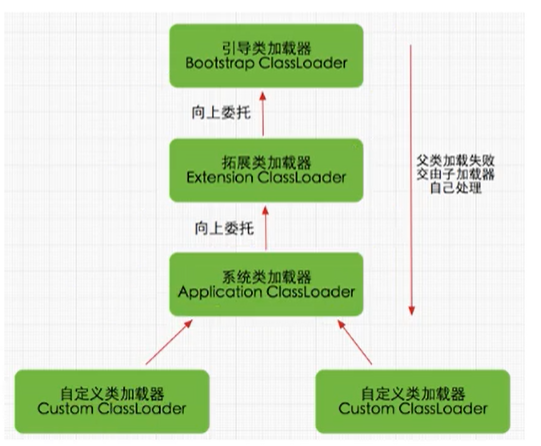 引导类加载器
Bootstrap ClassLoader
向上委托
拓展类加载器
Extension ClassLoader
父类加载失败
交由子加载器
自己处理
向上委托
系统类加载器
Application ClassLoader
自定义类加载器
Custom ClassLoader
自定义类加载器
Custom ClassLoader